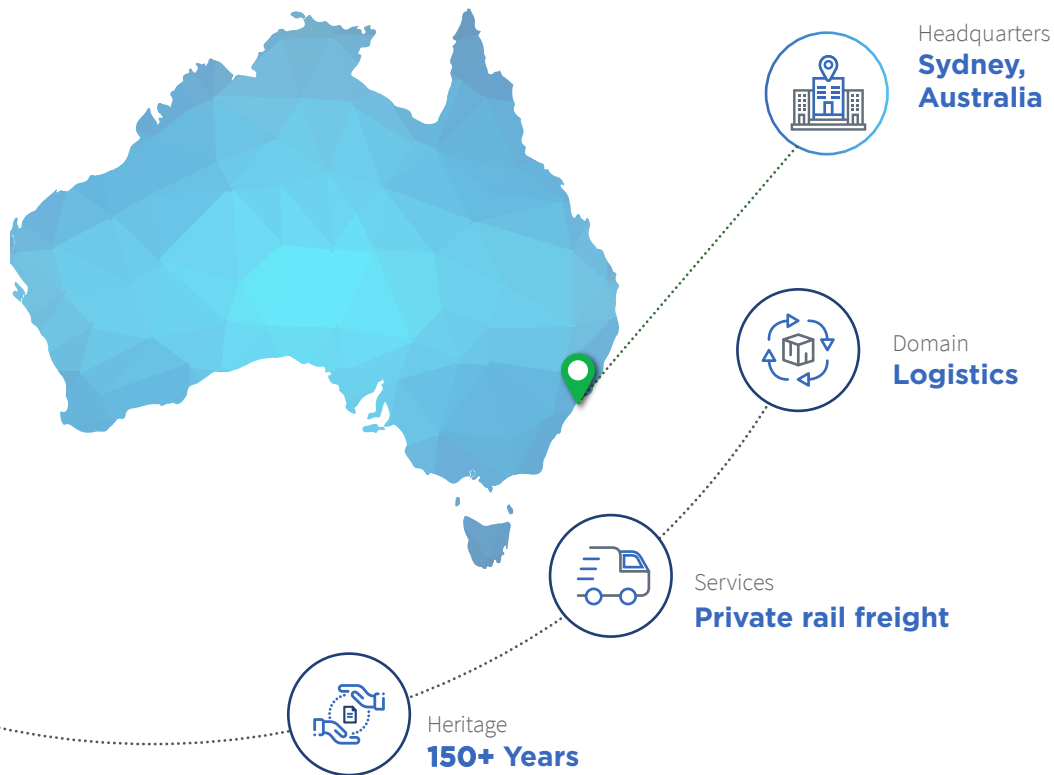 Headquarters
Sydney,
Australia
Domain
Logistics
Services
Private rail freight
Heritage
150+ Years